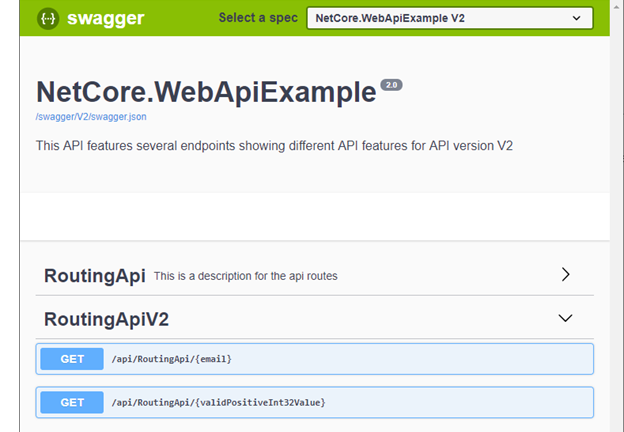 {··} swagger
Select a spec
NetCore.WebApiExample V2
NetCore.WebApiExample 2.0
/swagger/V2/swagger.json
This API features several endpoints showing different API features for API version V2
RoutingApi This is a description for the api routes
RoutingApiV2
GET /api/RoutingApi/{email}
GET /api/RoutingApi/{validPositiveInt32Value}